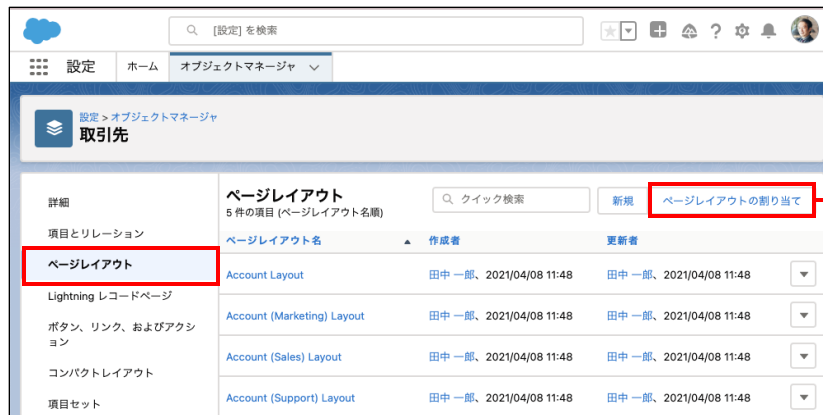 [設定] を検索
設定
ホーム
オブジェクトマネージャ
設定 > オブジェクトマネージャ
取引先
詳細
項目とリレーション
ページレイアウト
Lightning レコードページ
ボタン、リンク、およびアクシ
ョン
コンパクトレイアウト
項目セット
ページレイアウト
5 件の項目 (ページレイアウト名順)
クイック検索
新規
ページレイアウトの割り当て
ページレイアウト名 作成者 更新者
Account Layout 田中 一郎、2021/04/08 11:48 田中 一郎、2021/04/08 11:48
Account (Marketing) Layout 田中 一郎、2021/04/08 11:48 田中 一郎、2021/04/08 11:48
Account (Sales) Layout 田中 一郎、2021/04/08 11:48 田中 一郎、2021/04/08 11:48
Account (Support) Layout 田中 一郎、2021/04/08 11:48 田中 一郎、2021/04/08 11:48